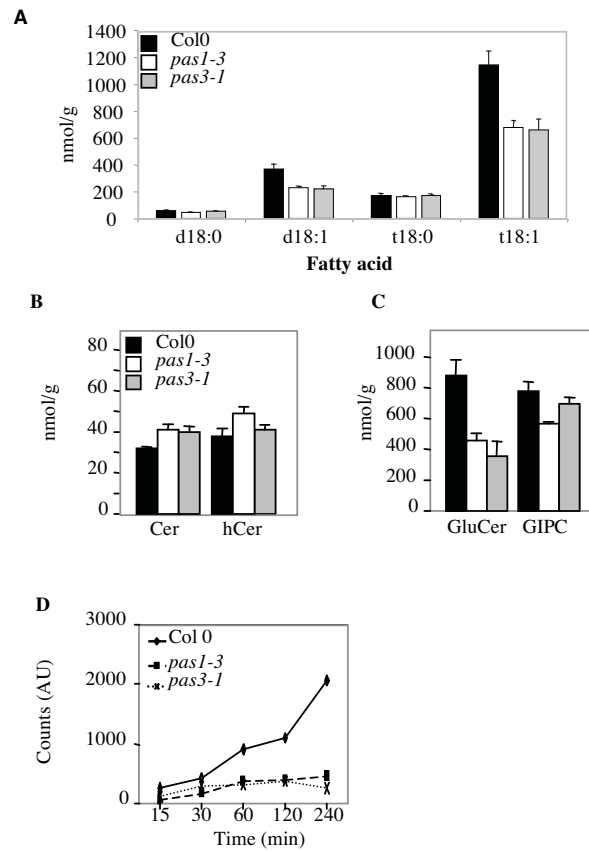 A
1400
1200
1000
800
600
400
200
0
nmol/g
Col0
pas1-3
pas3-1
d18:0 d18:1 t18:0 t18:1
Fatty acid
B
80
60
40
20
0
nmol/g
Col0
pas1-3
pas3-1
Cer hCer
C
1000
800
600
400
200
0
nmol/g
GluCer GIPC
D
3000
2000
1000
0
Counts (AU)
Col 0
pas1-3
pas3-1
15 30 60 120 240
Time (min)